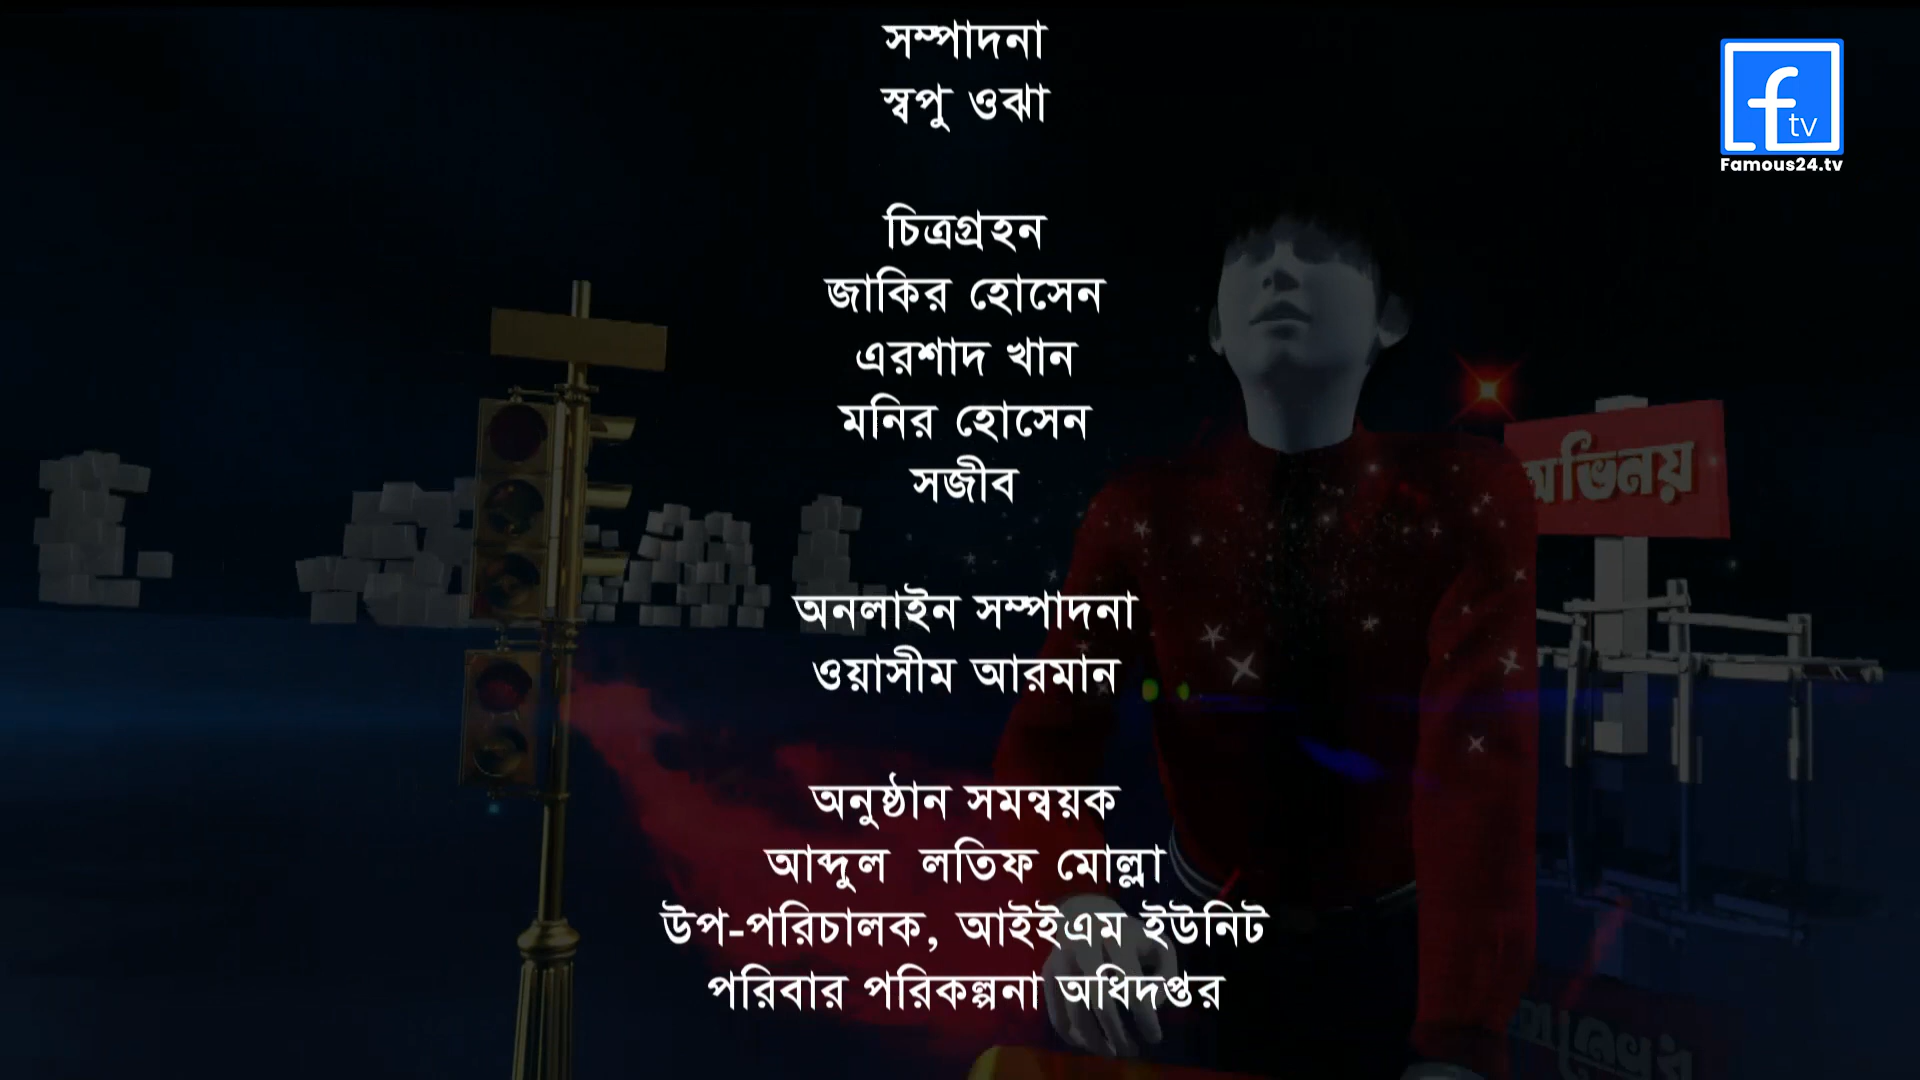 সম্পাদনা
স্বপু ওঝা
চিত্রগ্রহন
জাকির হোসেন
এরশাদ খান
মনির হোসেন
সজীব
অনলাইন সম্পাদনা
ওয়াসীম আরমান
অনুষ্ঠান সমন্বয়ক
আব্দুল লতিফ মোল্লা
উপ-পরিচালক, আইইএম ইউনিট
পরিবার পরিকল্পনা অধিদপ্তর
f tv
Famous24.tv
অভিনয়